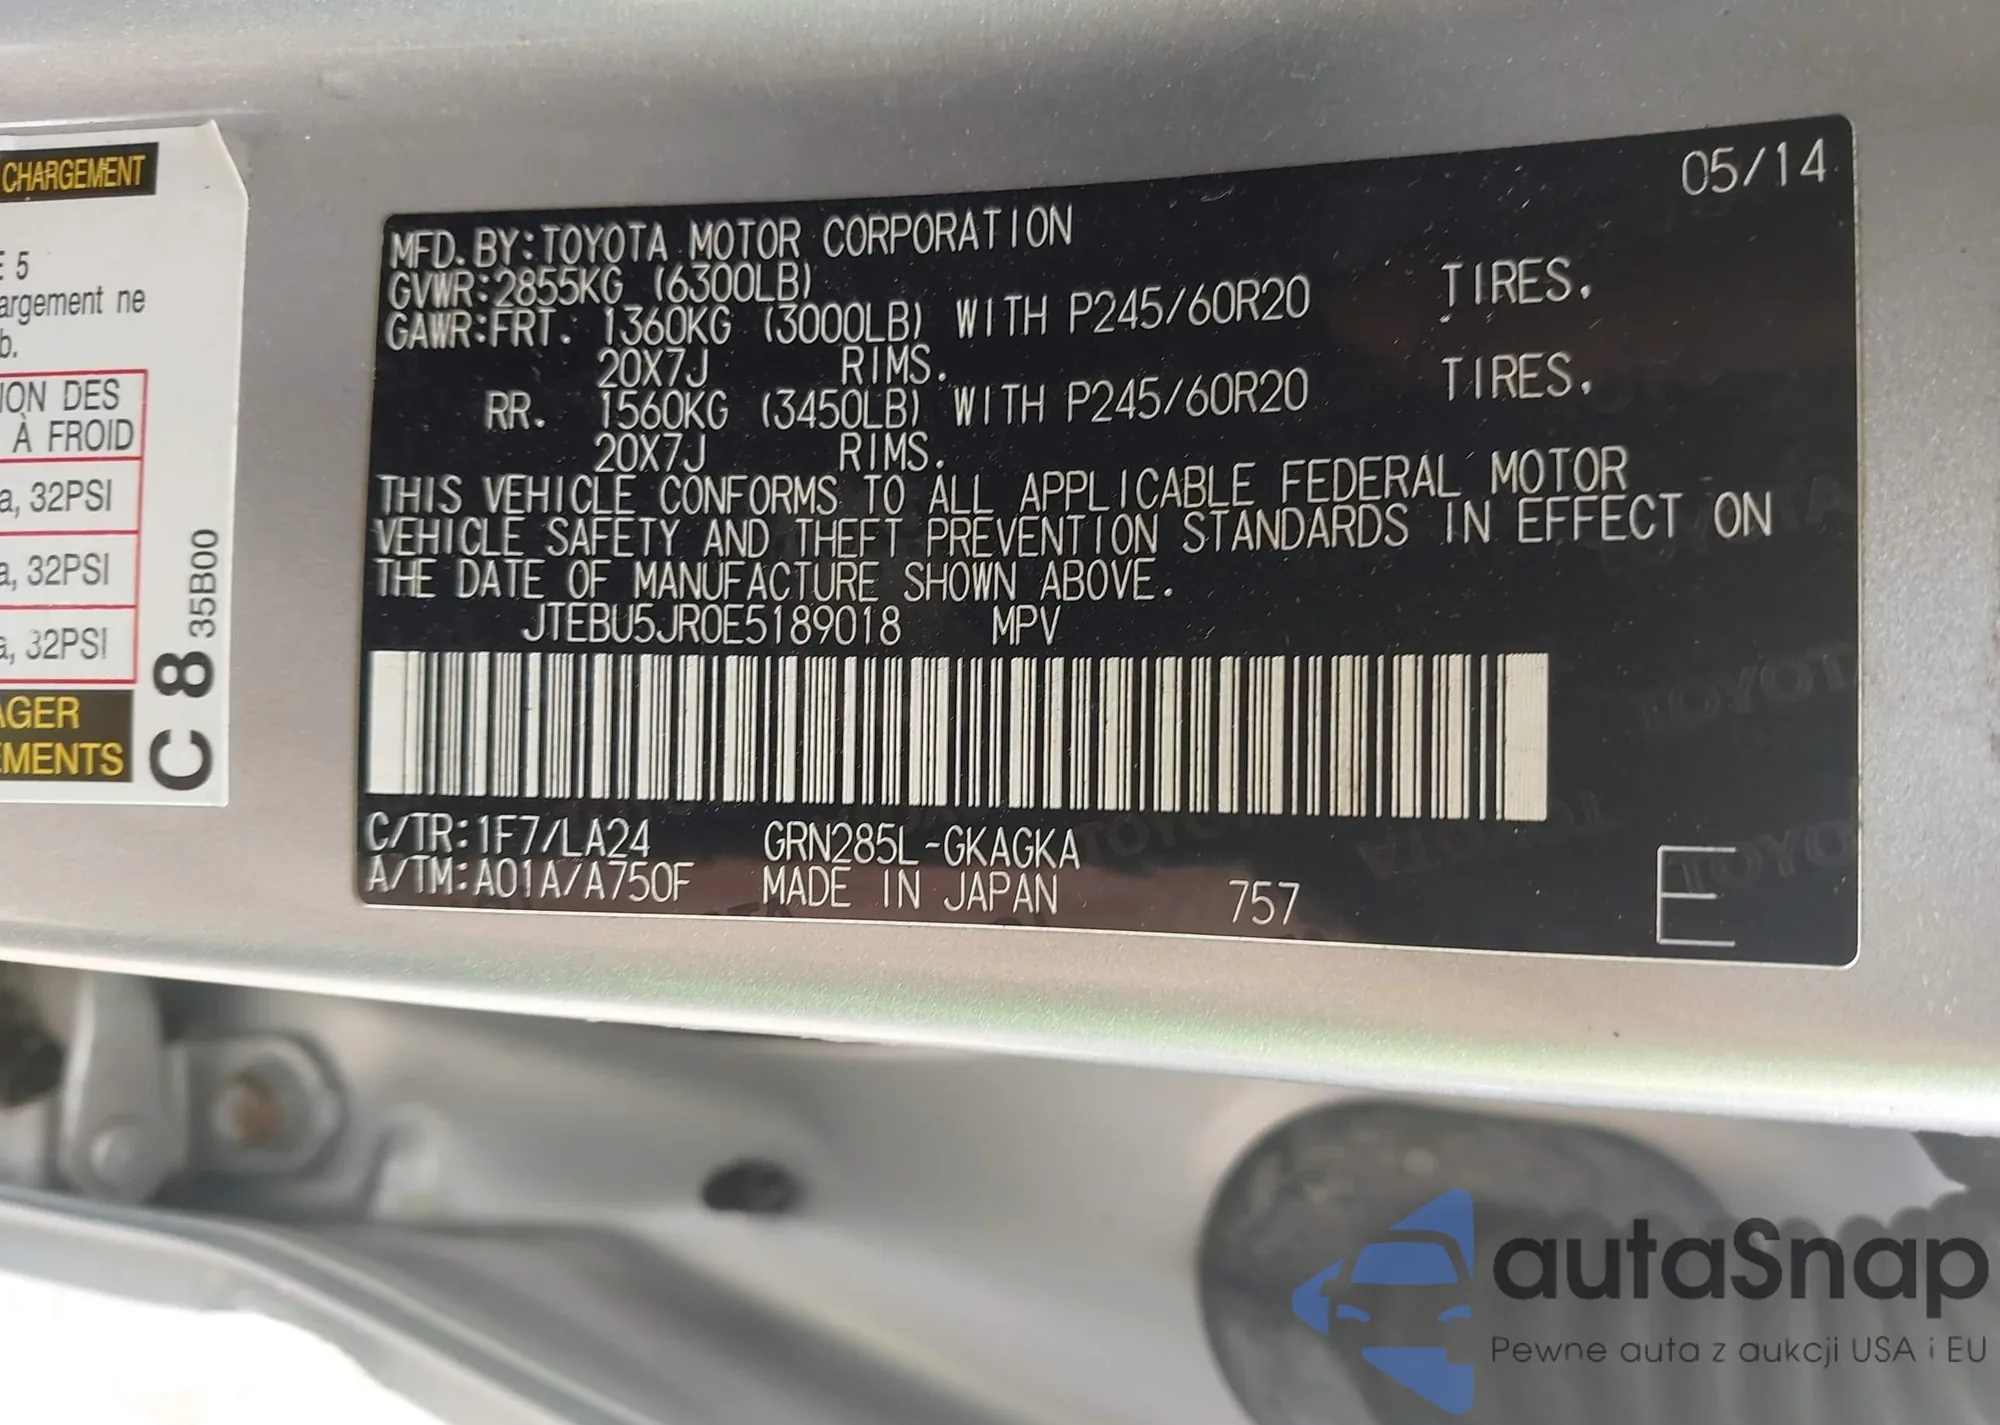 CHARGEMENT
E 5
argement ne
b.
ION DES
À FROID
a, 32PSI
a, 32PSI
a, 32PSI
AGER
EMENTS
C 8 35B00
05/14
MFD. BY: TOYOTA MOTOR CORPORATION
GVWR: 2855KG (6300LB)
GAWR: FRT. 1360KG (3000LB) WITH P245/60R20 TIRES.
20X7J RIMS.
RR. 1560KG (3450LB) WITH P245/60R20 TIRES.
20X7J RIMS.
THIS VEHICLE CONFORMS TO ALL APPLICABLE FEDERAL MOTOR
VEHICLE SAFETY AND THEFT PREVENTION STANDARDS IN EFFECT ON
THE DATE OF MANUFACTURE SHOWN ABOVE.
JTEBU5JR0E5189018 MPV
C/TR: 1F7/LA24 GRN285L-GKAGKA
A/TM: A01A/A750F MADE IN JAPAN 757
E
autaSnap
Pewne auta z aukcji USA i EU